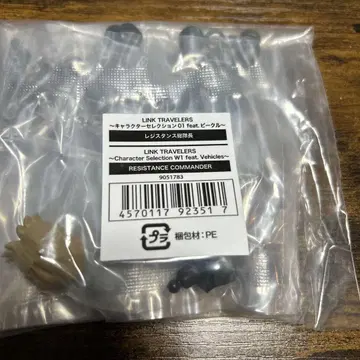 LINK TRAVELERS
～キャラクターセレクション01 feat. ビークル～
レジスタンス総隊長
LINK TRAVELERS
～Character Selection W1 feat. Vehicles～
RESISTANCE COMMANDER
9051783
4570117 923517
プラ
梱包材:PE